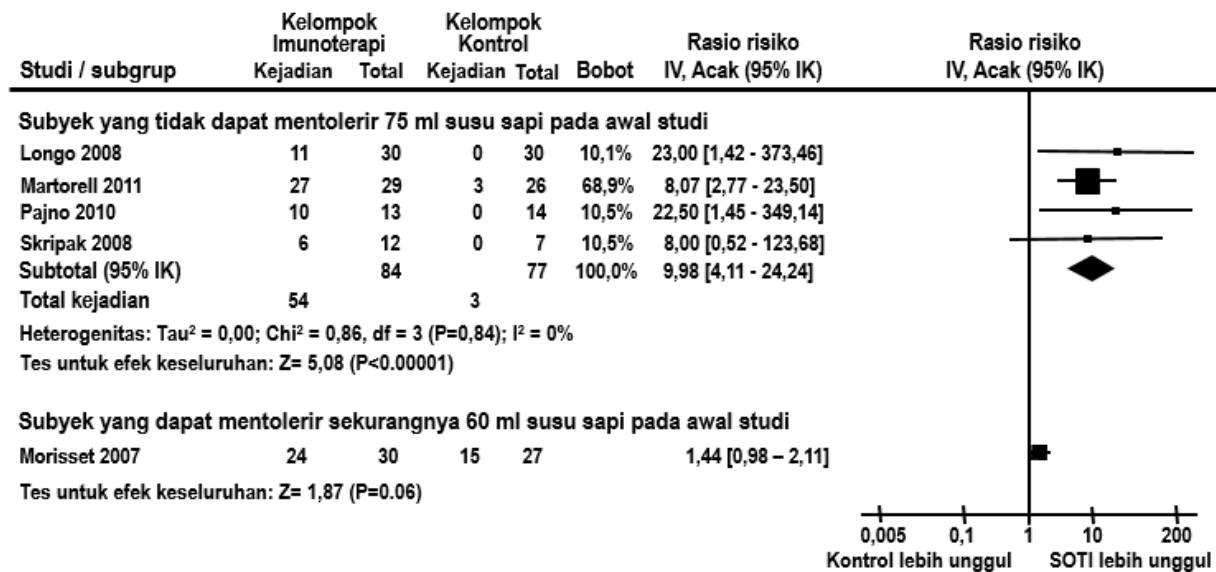 Kelompok Imunoterapi Kelompok Kontrol Rasio risiko Rasio risiko
Studi / subgrup Kejadian Total Kejadian Total Bobot IV, Acak (95% IK) IV, Acak (95% IK)
Subyek yang tidak dapat mentolerir 75 ml susu sapi pada awal studi
Longo 2008 11 30 0 30 10,1% 23,00 [1,42 - 373,46]
Martorell 2011 27 29 3 26 68,9% 8,07 [2,77 - 23,50]
Pajno 2010 10 13 0 14 10,5% 22,50 [1,45 - 349,14]
Skripak 2008 6 12 0 7 10,5% 8,00 [0,52 - 123,68]
Subtotal (95% IK) 84 77 100,0% 9,98 [4,11 - 24,24]
Total kejadian 54 3
Heterogenitas: Tau² = 0,00; Chi² = 0,86, df = 3 (P=0,84); I² = 0%
Tes untuk efek keseluruhan: Z= 5,08 (P<0.00001)
Subyek yang dapat mentolerir sekurangnya 60 ml susu sapi pada awal studi
Morisset 2007 24 30 15 27 1,44 [0,98 – 2,11]
Tes untuk efek keseluruhan: Z= 1,87 (P=0.06)
0,005 0,1 1 10 200
Kontrol lebih unggul SOTI lebih unggul